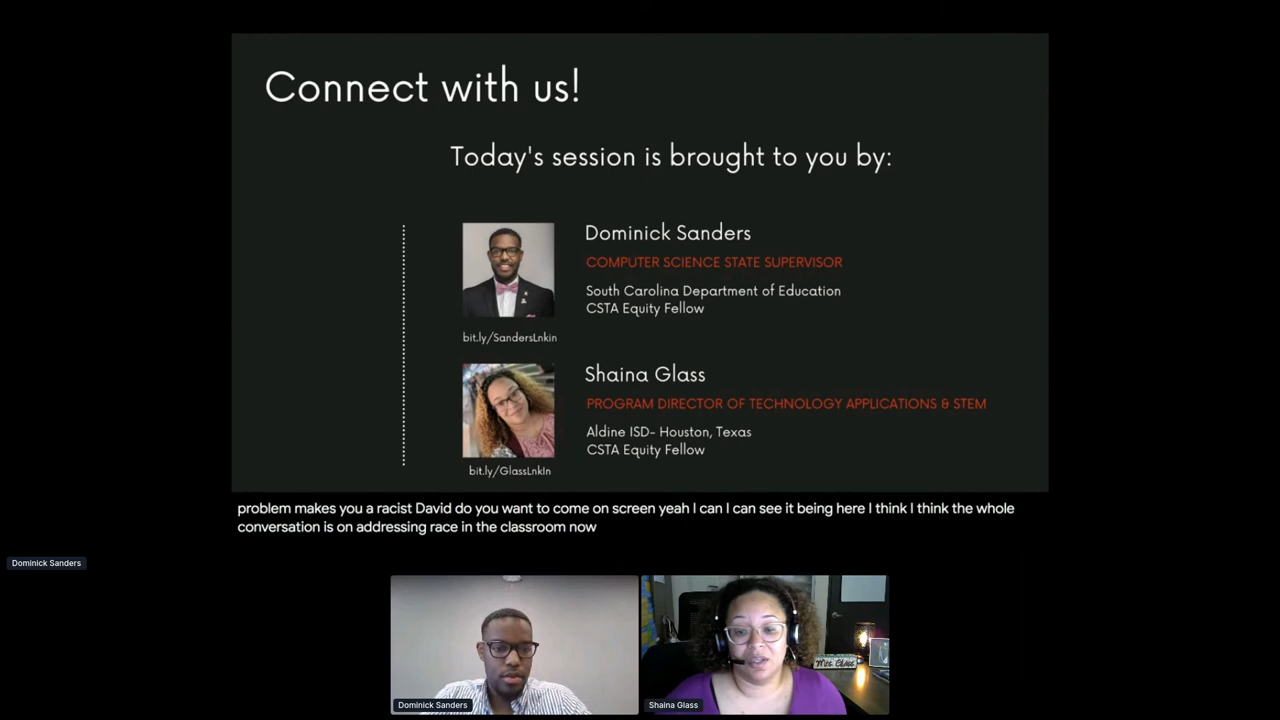 Connect with us!
Today's session is brought to you by:
Dominick Sanders
COMPUTER SCIENCE STATE SUPERVISOR
South Carolina Department of Education
CSTA Equity Fellow
bit.ly/SandersLnkin
Shaina Glass
PROGRAM DIRECTOR OF TECHNOLOGY APPLICATIONS & STEM
Aldine ISD- Houston, Texas
CSTA Equity Fellow
bit.ly/GlassLnkIn
problem makes you a racist David do you want to come on screen yeah I can I can see it being here I think I think the whole
conversation is on addressing race in the classroom now
Dominick Sanders
Dominick Sanders
Shaina Glass
Mrs. Glass